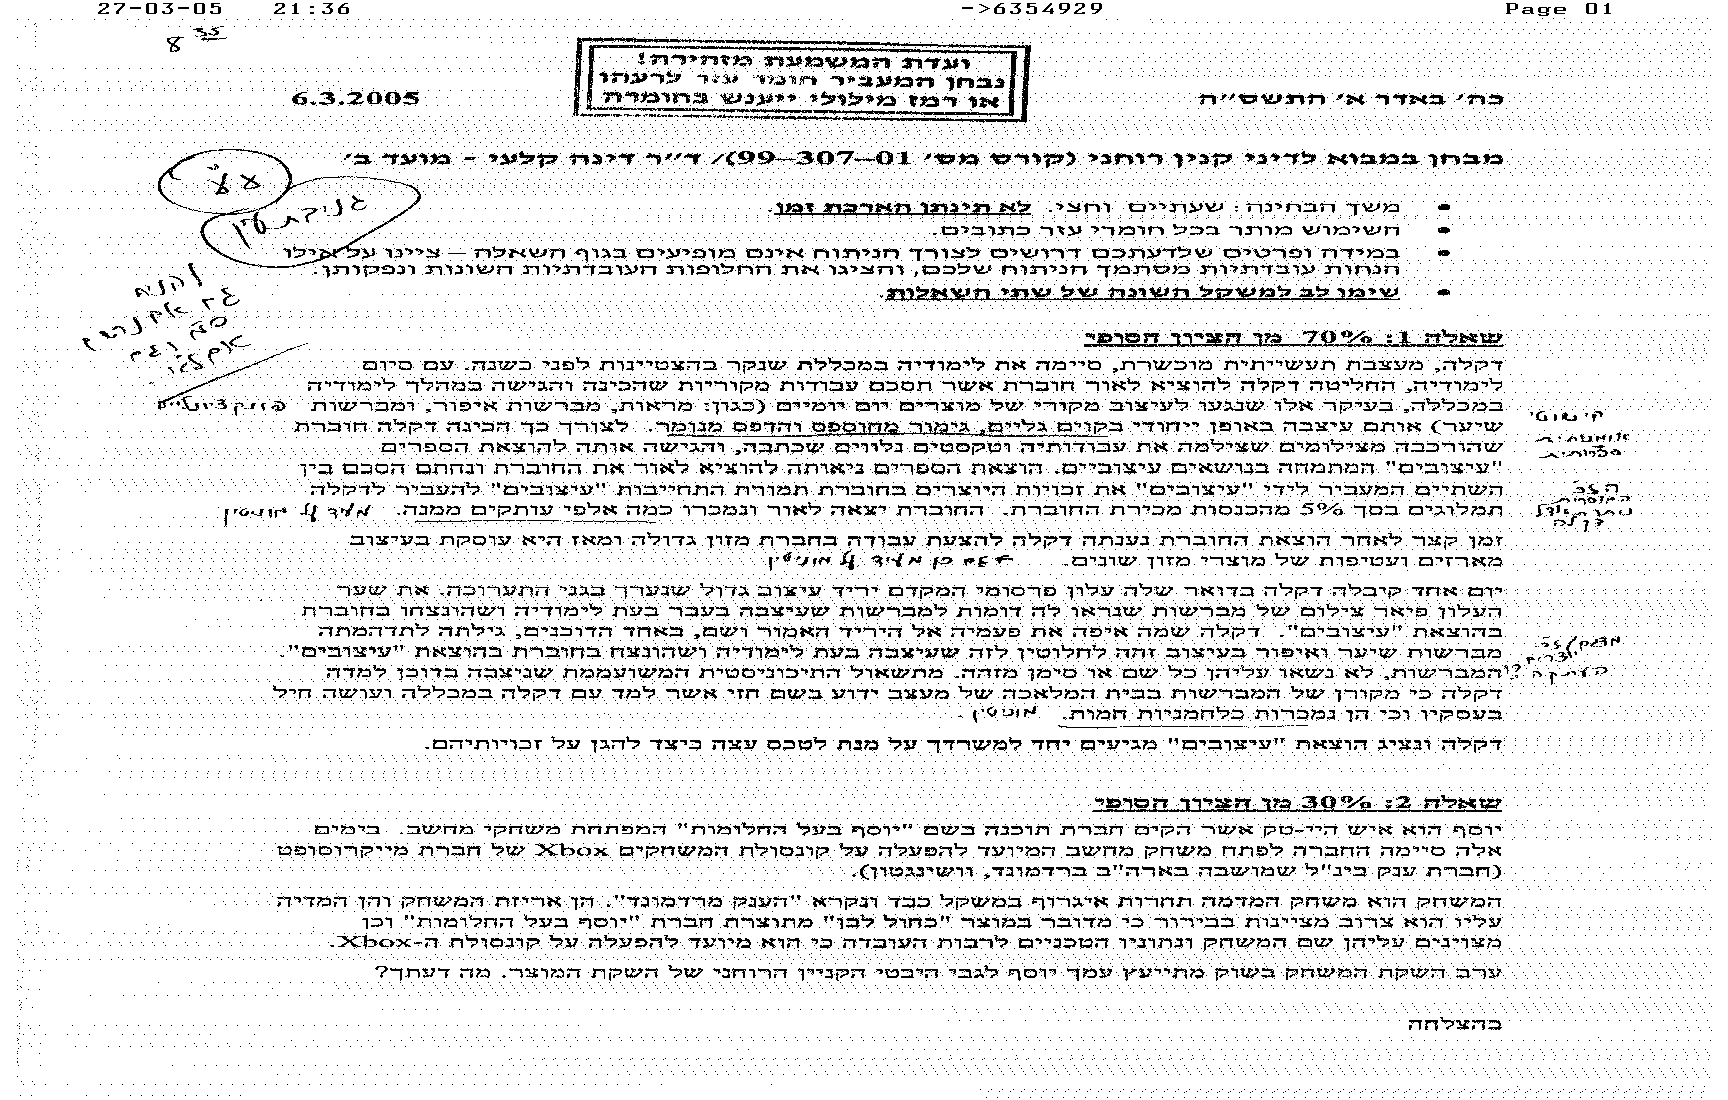 27-03-05 21:36 ->6354929 Page 01
8 35
ועדת המשמעת מזהירה!
נבחן המעביר חומר עזר לרעהו
או רמז מילולי ייענש בחומרה
כה' באדר א' התשס"ה 6.3.2005
מבחן במבוא לדיני קנין רוחני (קורס מס' 99-307-01)/ ד"ר דינה קלעי - מועד ב'
• משך הבחינה: שעתיים וחצי. לא תינתן הארכת זמן.
• השימוש מותר בכל חומרי עזר כתובים.
• במידה ופרטים שלדעתכם דרושים לצורך הניתוח אינם מופיעים בגוף השאלה – ציינו על אילו
הנחות עובדתיות מסתמך הניתוח שלכם, והציגו את החלופות העובדתיות השונות ונפקותן.
• שימו לב למשקל השונה של שתי השאלות.
גניבת עין
שאלה 1: 70% מן הציון הסופי
דקלה, מעצבת תעשייתית מוכשרת, סיימה את לימודיה במכללת שנקר בהצטיינות לפני כשנה. עם סיום
לימודיה, החליטה דקלה להוציא לאור חוברת אשר תסכם עבודות מקוריות שהכינה והגישה במהלך לימודיה
במכללה, בעיקר אלו שנגעו לעיצוב מקורי של מוצרים יום יומיים (כגון: מראות, מברשות איפור, ומברשות
שיער) אותם עיצבה באופן ייחודי בקוים גליים, גימור מחוספס והדפס מנומר. לצורך כך הכינה דקלה חוברת
שהורכבה מצילומים שצילמה את עבודותיה וטקסטים נלווים שכתבה, והגישה אותה להוצאת הספרים
"עיצובים" המתמחה בנושאים עיצוביים. הוצאת הספרים ניאותה להוציא לאור את החוברת ונחתם הסכם בין
השתיים המעביר לידי "עיצובים" את זכויות היוצרים בחוברת תמורת התחייבות "עיצובים" להעביר לדקלה
תמלוגים בסך 5% מהכנסות מכירת החוברת. החוברת יצאה לאור ונמכרו כמה אלפי עותקים ממנה. מעיד על מוניטין
זמן קצר לאחר הוצאת החוברת נענתה דקלה להצעת עבודה בחברת מזון גדולה ומאז היא עוסקת בעיצוב
מארזים ועטיפות של מוצרי מזון שונים. מעיד על מוניטין
יום אחד קיבלה דקלה בדואר שלה עלון פרסומי המקדם יריד עיצוב גדול שנערך בגני התערוכה. את שער
העלון פיאר צילום של מברשות שנראו לה דומות למברשות שעיצבה בעבר בעת לימודיה ושהונצחו בחוברת
בהוצאת "עיצובים". דקלה שמה איפה את פעמיה אל היריד האמור ושם, באחד הדוכנים, גילתה לתדהמתה
מברשות שיער ואיפור בעיצוב זהה לחלוטין לזה שעיצבה בעת לימודיה ושהונצח בחוברת בהוצאת "עיצובים".
המברשות, לא נשאו עליהן כל שם או סימן מזהה. מתשאול התיכוניסטית המשועממת שניצבה בדוכן למדה
דקלה כי מקורן של המברשות בבית המלאכה של מעצב ידוע בשם חזי אשר למד עם דקלה במכללה ועושה חיל
בעסקיו וכי הן נמכרות כלחמניות חמות. מוניטין.
דקלה ונציג הוצאת "עיצובים" מגיעים יחד למשרדך על מנת לטכס עצה כיצד להגן על זכויותיהם.
שאלה 2: 30% מן הציון הסופי
יוסף הוא איש היי-טק אשר הקים חברת תוכנה בשם "יוסף בעל החלומות" המפתחת משחקי מחשב. בימים
אלה סיימה החברה לפתח משחק מחשב המיועד להפעלה על קונסולת המשחקים Xbox של חברת מייקרוסופט
(חברת ענק בינ"ל שמושבה בארה"ב ברדמונד, וושינגטון).
המשחק הוא משחק המדמה תחרות איגרוף במשקל כבד ונקרא "הענק מרדמונד". הן אריזת המשחק והן המדיה
עליו הוא צרוב מציינות בבירור כי מדובר במוצר "כחול לבן" מתוצרת חברת "יוסף בעל החלומות" וכן
מצוינים עליהן שם המשחק ונתוניו הטכניים לרבות העובדה כי הוא מיועד להפעלה על קונסולת ה-Xbox.
ערב השקת המשחק בשוק מתייעץ עמך יוסף לגבי היבטי הקניין הרוחני של השקת המוצר. מה דעתך?
בהצלחה